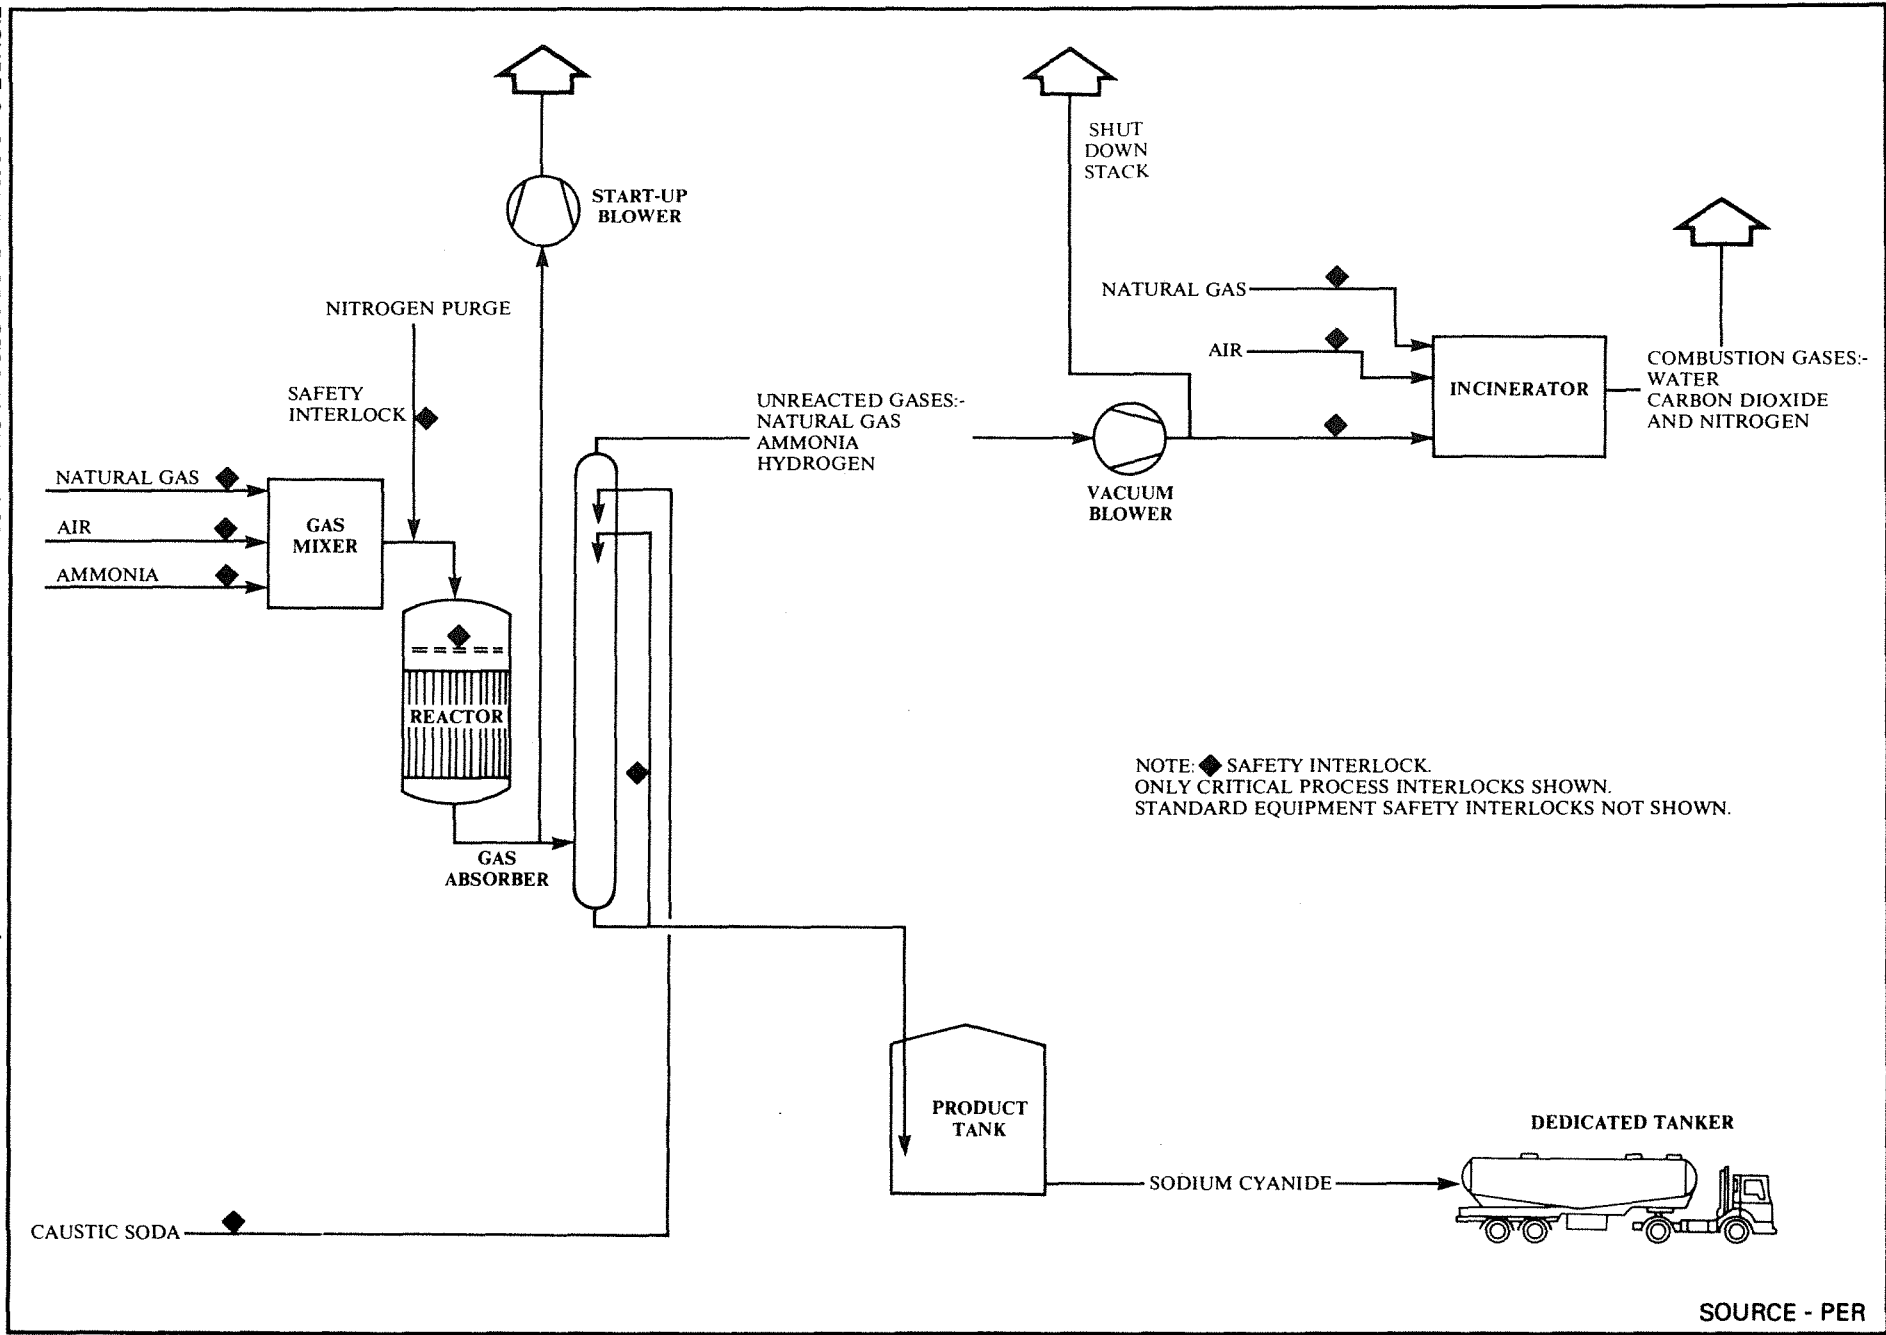 SHUT
DOWN
STACK
START-UP
BLOWER
NATURAL GAS
NITROGEN PURGE
AIR
COMBUSTION GASES:-
WATER
CARBON DIOXIDE
AND NITROGEN
INCINERATOR
SAFETY
INTERLOCK
UNREACTED GASES:-
NATURAL GAS
AMMONIA
HYDROGEN
VACUUM
BLOWER
NATURAL GAS
AIR
AMMONIA
GAS
MIXER
REACTOR
NOTE: ◆ SAFETY INTERLOCK.
ONLY CRITICAL PROCESS INTERLOCKS SHOWN.
STANDARD EQUIPMENT SAFETY INTERLOCKS NOT SHOWN.
GAS
ABSORBER
PRODUCT
TANK
DEDICATED TANKER
SODIUM CYANIDE
CAUSTIC SODA
SOURCE - PER